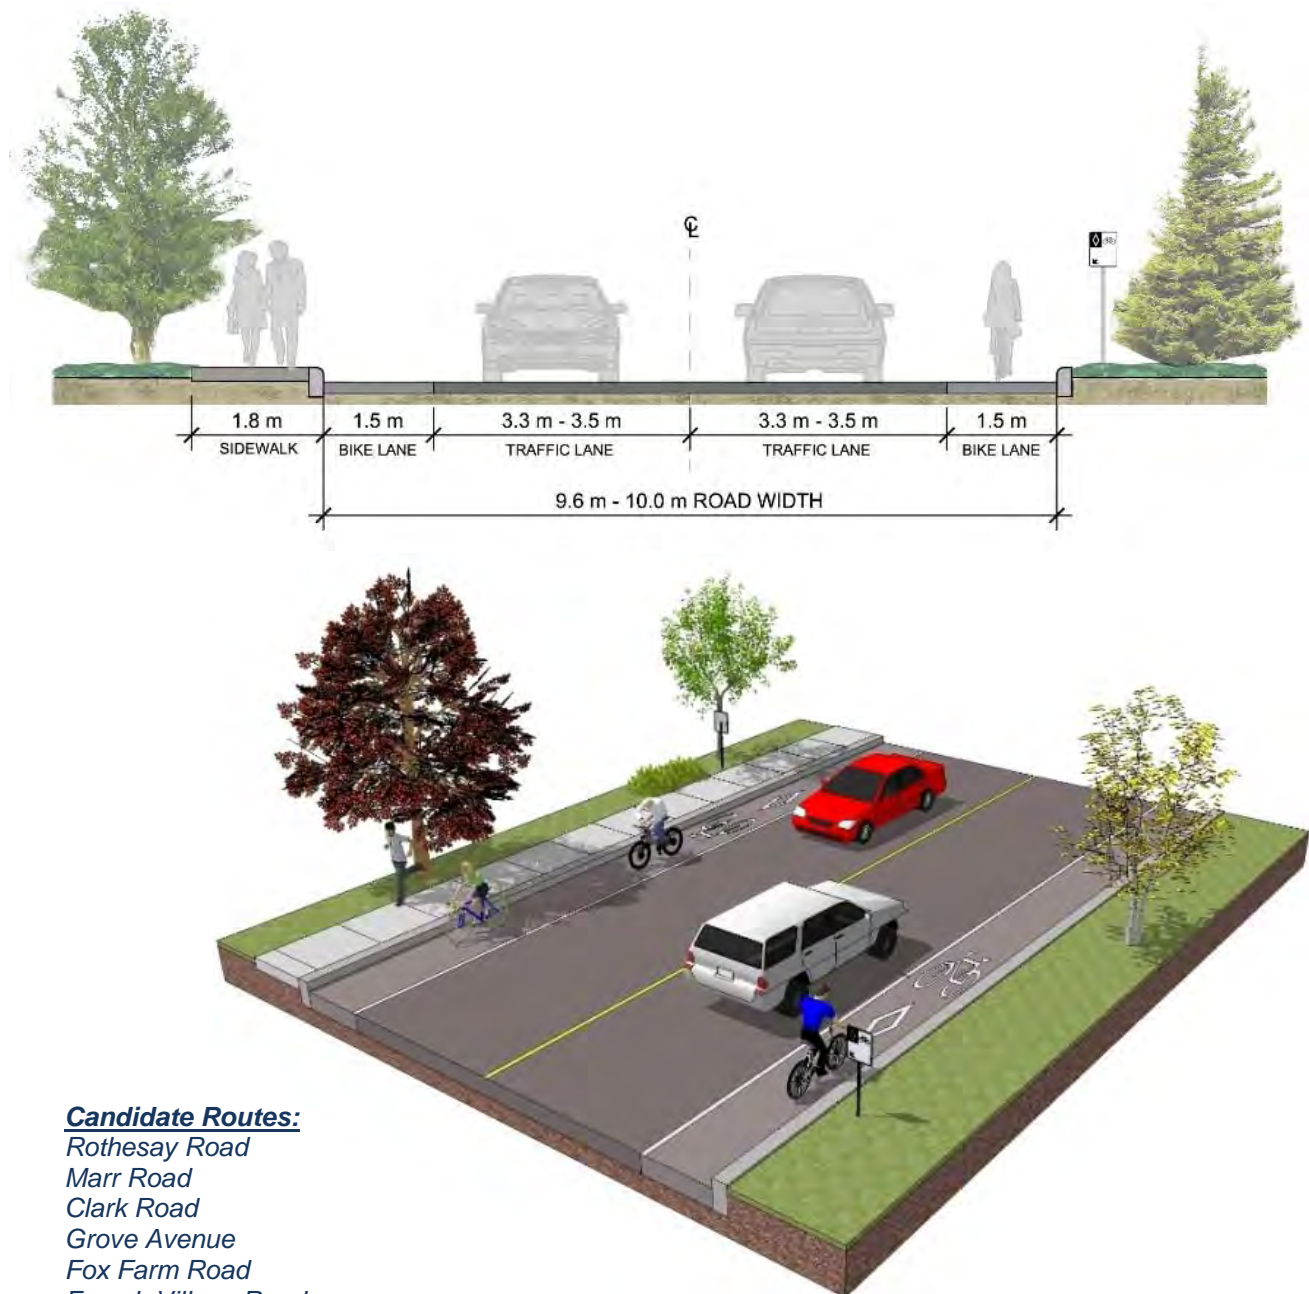 ℄
1.8 m 1.5 m 3.3 m - 3.5 m 3.3 m - 3.5 m 1.5 m
SIDEWALK BIKE LANE TRAFFIC LANE TRAFFIC LANE BIKE LANE
9.6 m - 10.0 m ROAD WIDTH
Candidate Routes:
Rothesay Road
Marr Road
Clark Road
Grove Avenue
Fox Farm Road